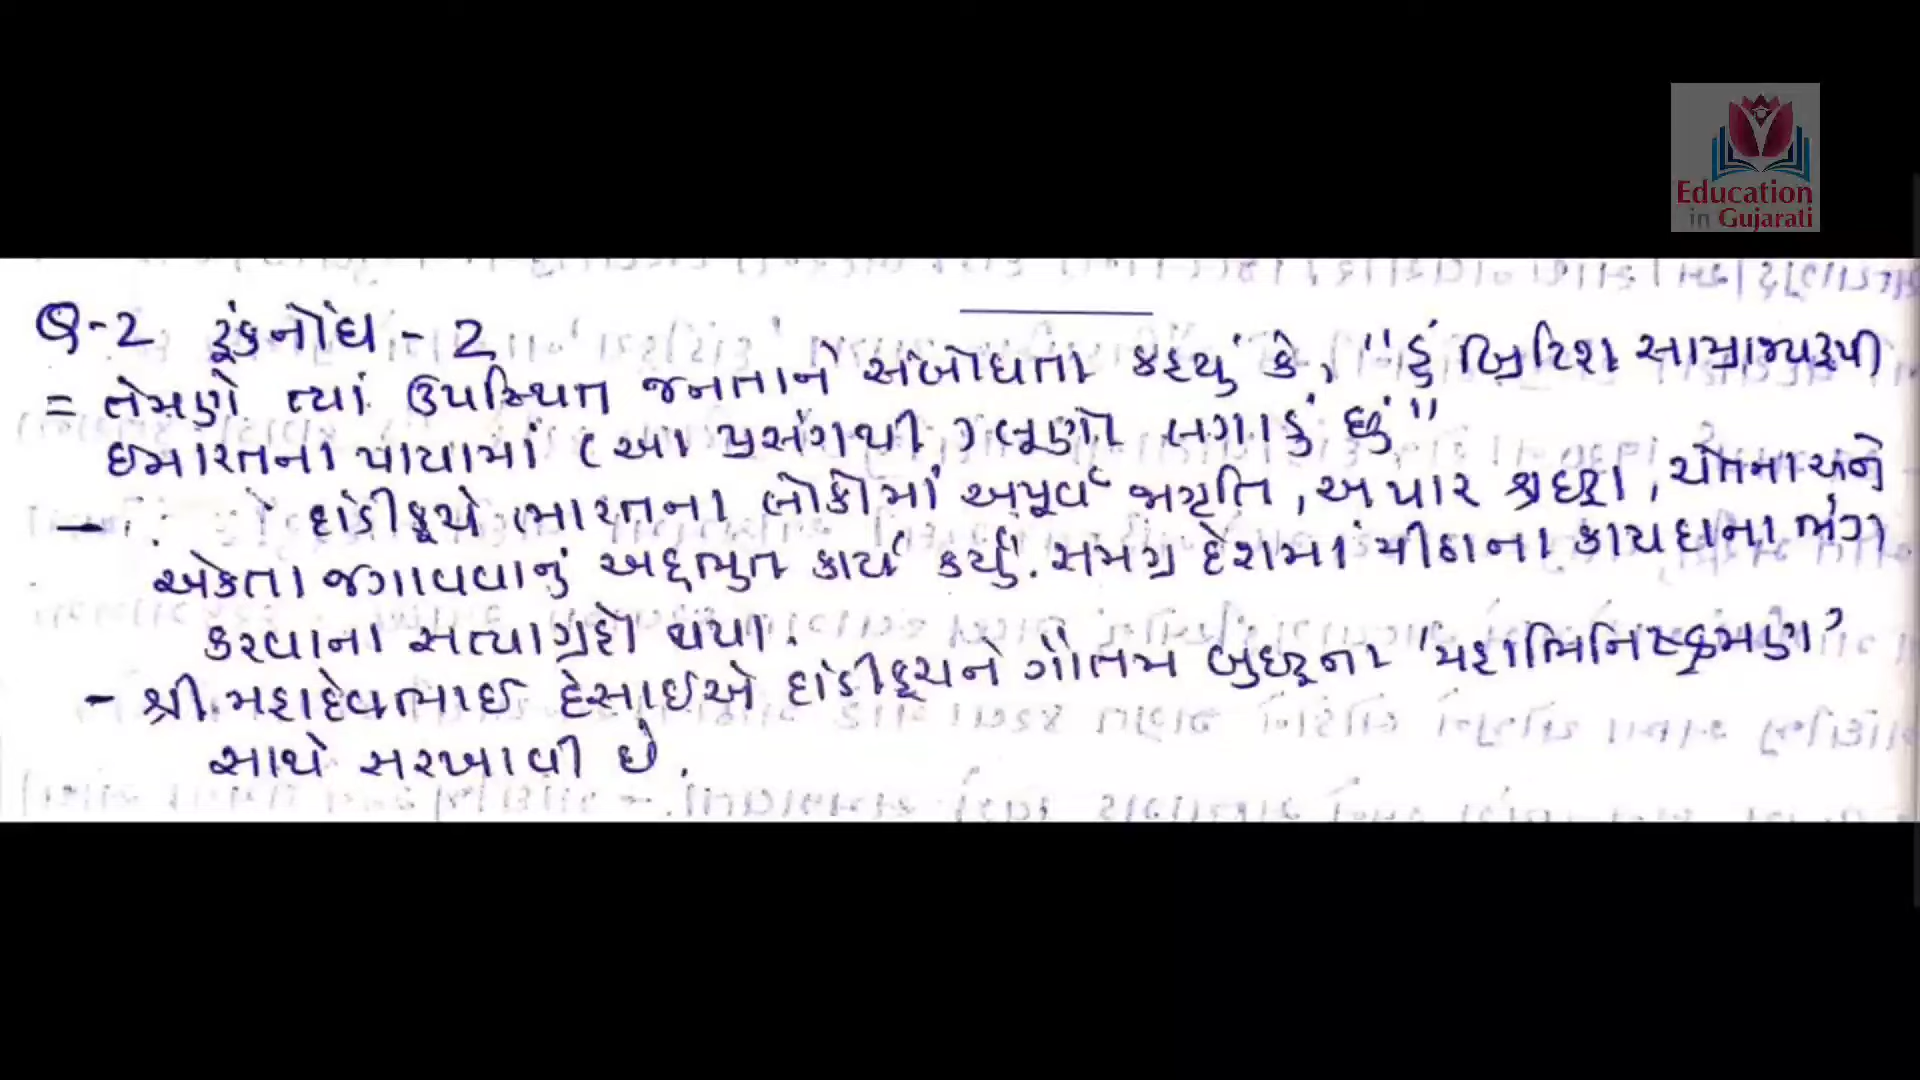 Education
in Gujarati
Q-2 ટૂંકનોંધ - 2
= તેમણે ત્યાં ઉપસ્થિત જનતાને સંબોધતા કહ્યું કે, "હું બ્રિટિશ સામ્રાજ્યરૂપી
ઇમારતના પાયામાં (આ પ્રસંગથી) લૂણો લગાડું છું"
- દાંડીકૂચે ભારતના લોકોમાં અપૂર્વ જાગૃતિ, અપાર શ્રદ્ધા, ચેતના અને
એકતા જગાવવાનું અદ્દભુત કાર્ય કર્યું. સમગ્ર દેશમાં મીઠાના કાયદાના ભંગ
કરવાના સત્યાગ્રહો થયા.
- શ્રી મહાદેવભાઈ દેસાઈએ દાંડીકૂચને ગૌતમ બુદ્ધના 'મહાભિનિષ્ક્રમણ'
સાથે સરખાવી છે.